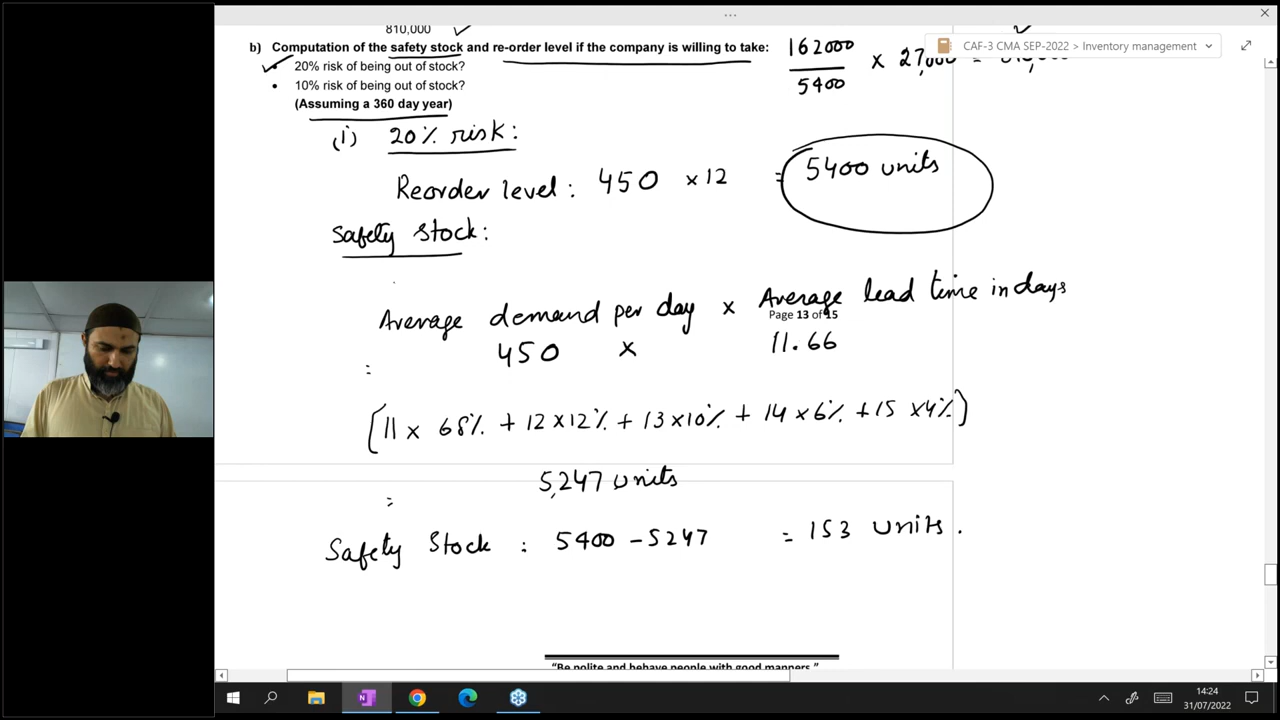 810,000
b) Computation of the safety stock and re-order level if the company is willing to take:
• 20% risk of being out of stock?
• 10% risk of being out of stock?
(Assuming a 360 day year)
162000
5400
× 27,000
CAF-3 CMA SEP-2022 > Inventory management
(i) 20% risk:
Reorder level: 450 ×12 = 5400 units
Safety stock:
Average demand per day × Average lead time in days
Page 13 of 15
= 450 × 11.66
[11 × 68% + 12 ×12% + 13 ×10% + 14 ×6% +15 ×4%)
= 5,247 units
Safety Stock : 5400 -5247 = 153 units.
"Be polite and behave people with good manners."
14:24
31/07/2022